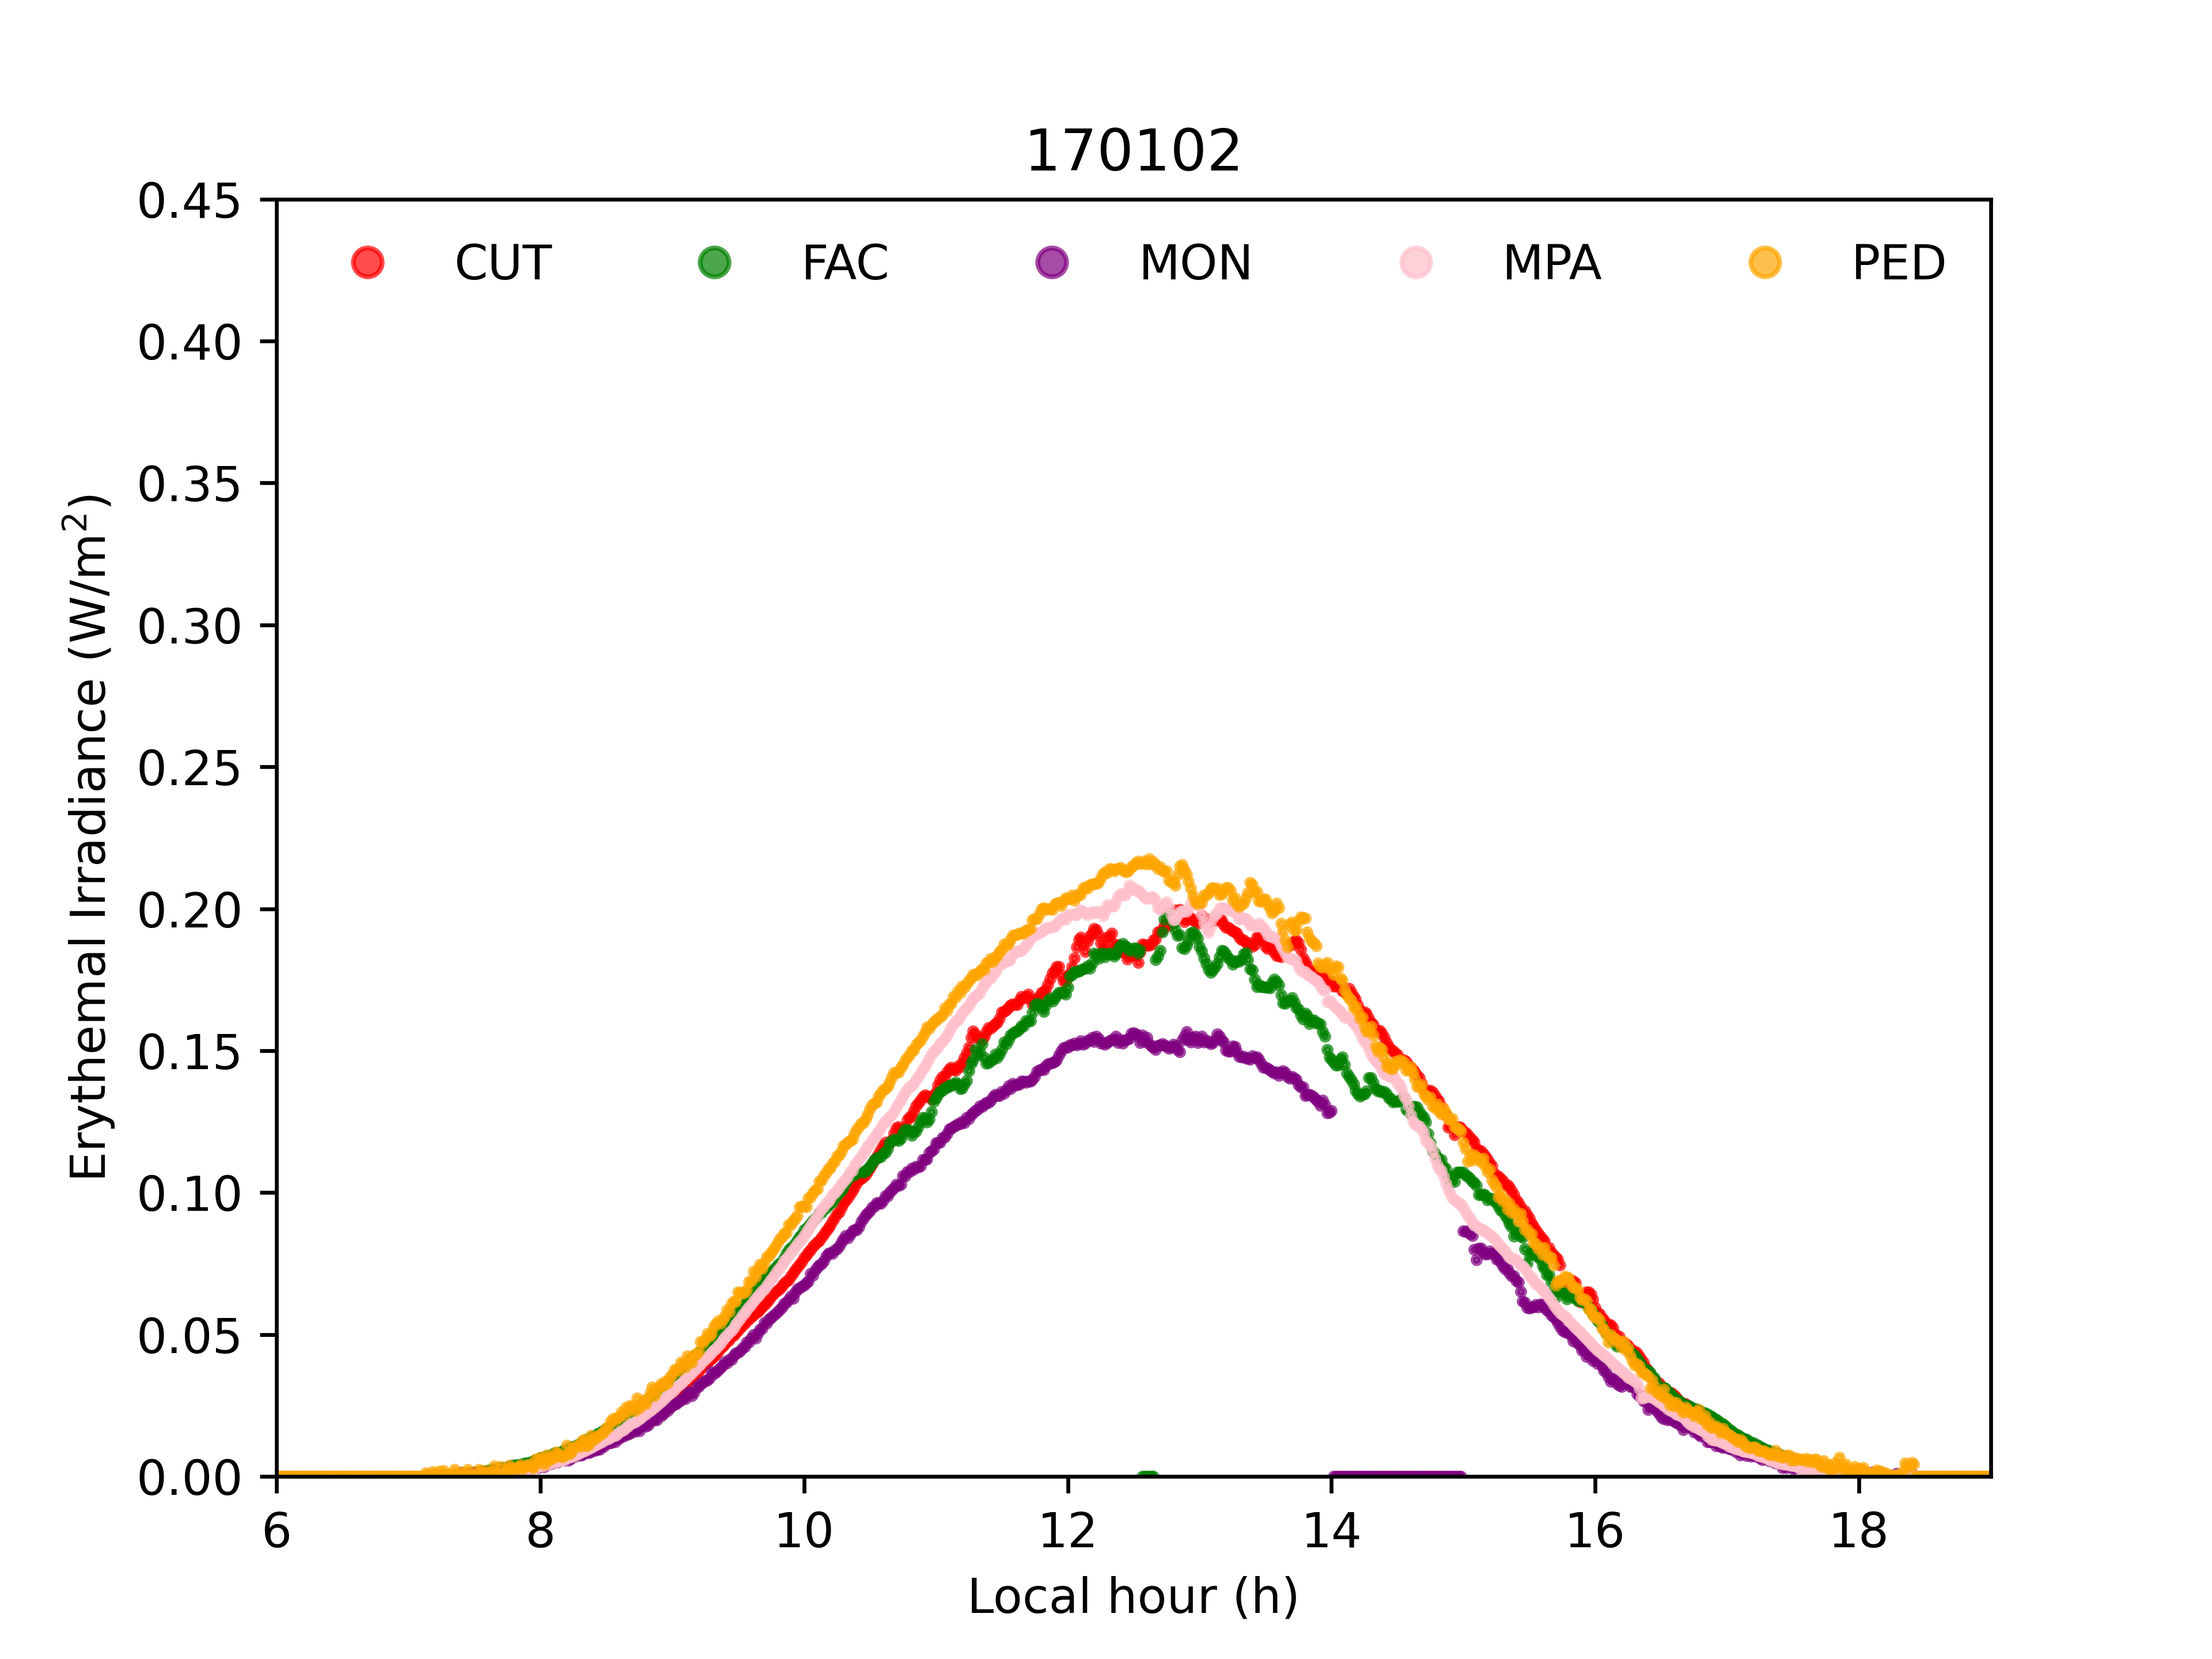 170102
CUT FAC MON MPA PED
0.45
0.40
0.35
0.30
0.25
0.20
0.15
0.10
0.05
0.00
Erythemal Irradiance (W/m²)
6 8 10 12 14 16 18
Local hour (h)